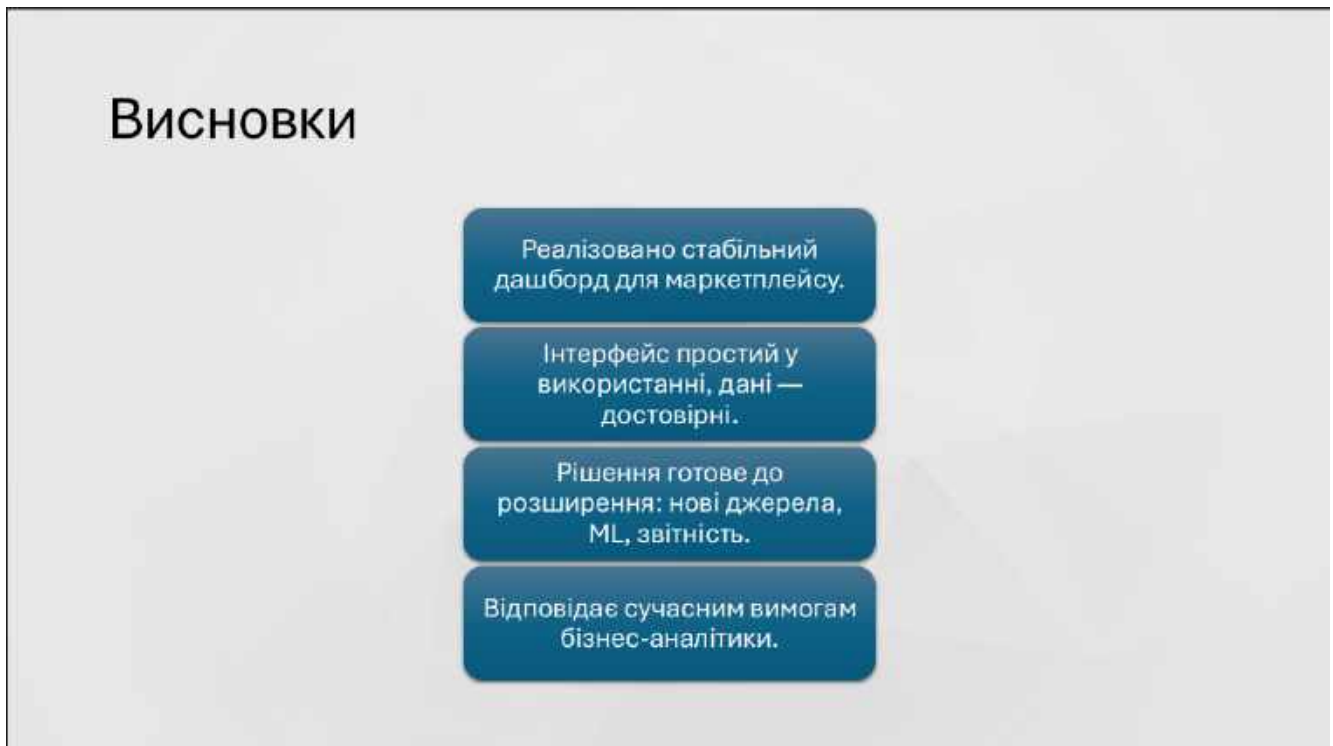 Висновки
Реалізовано стабільний
дашборд для маркетплейсу.
Інтерфейс простий у
використанні, дані —
достовірні.
Рішення готове до
розширення: нові джерела,
ML, звітність.
Відповідає сучасним вимогам
бізнес-аналітики.